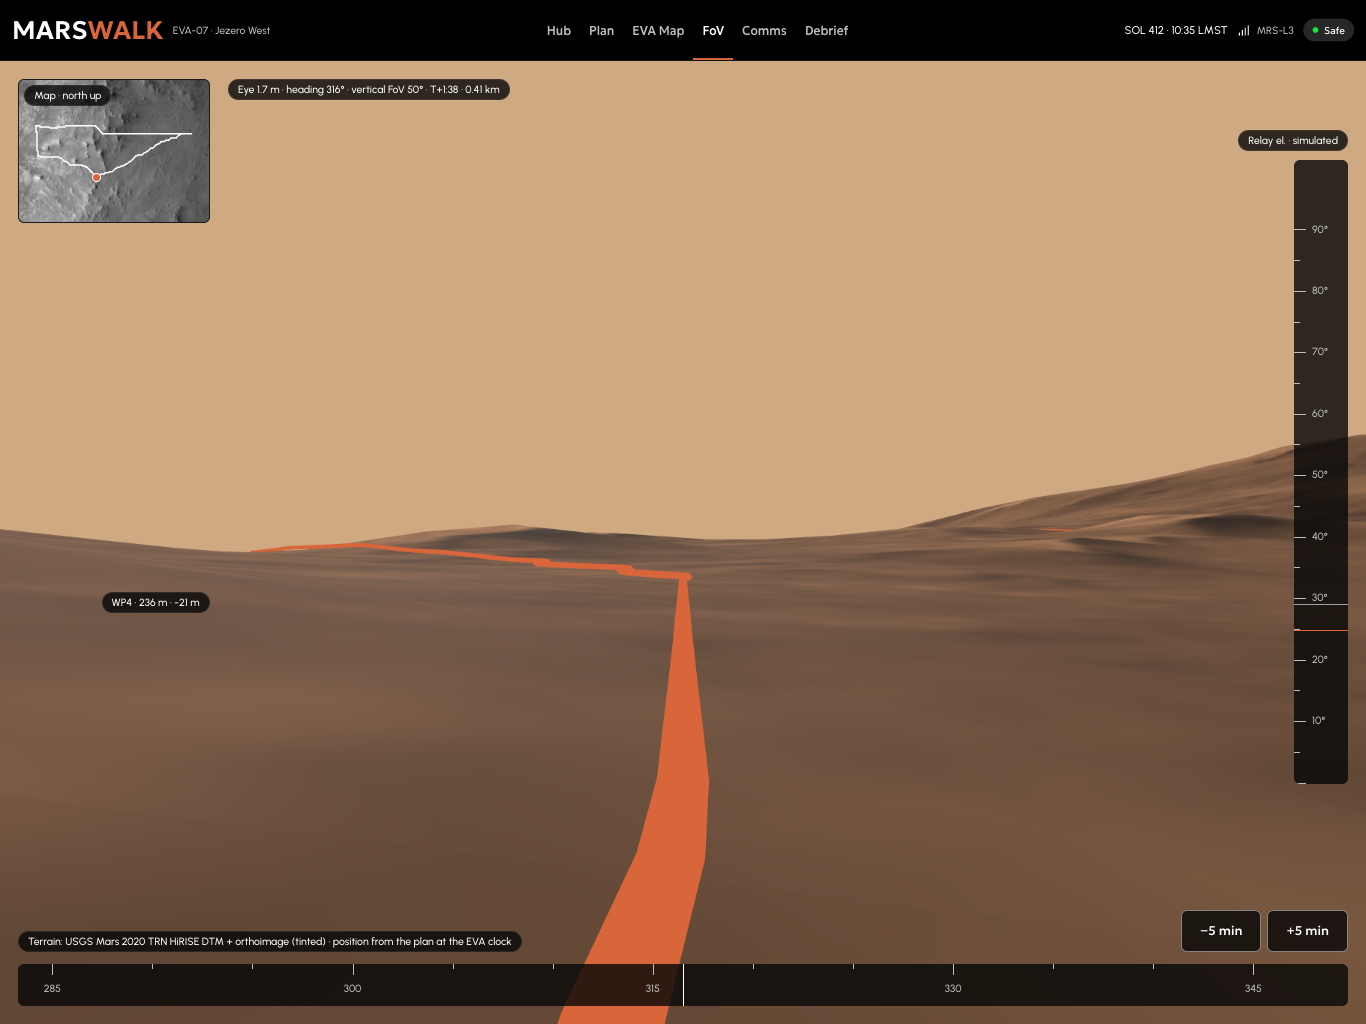 MARSWALK EVA-07 · Jezero West Hub Plan EVA Map FoV Comms Debrief SOL 412 · 10:35 LMST MRS-L3 Safe
Map · north up
Eye 1.7 m · heading 316° · vertical FoV 50° · T+1:38 · 0.41 km
Relay el. · simulated
90°
80°
70°
60°
50°
40°
30°
20°
10°
WP4 · 236 m · -21 m
−5 min +5 min
Terrain: USGS Mars 2020 TRN HiRISE DTM + orthoimage (tinted) · position from the plan at the EVA clock
285 300 315 330 345